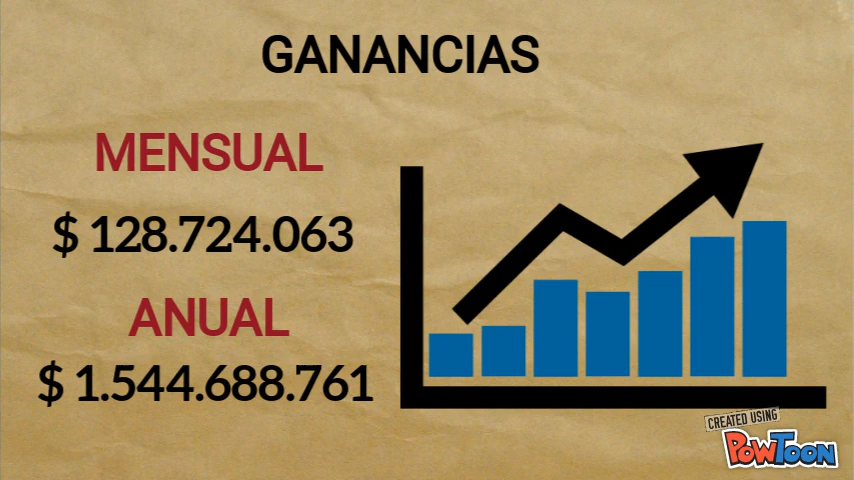 GANANCIAS
MENSUAL
$ 128.724.063
ANUAL
$ 1.544.688.761
CREATED USING
POWTOON